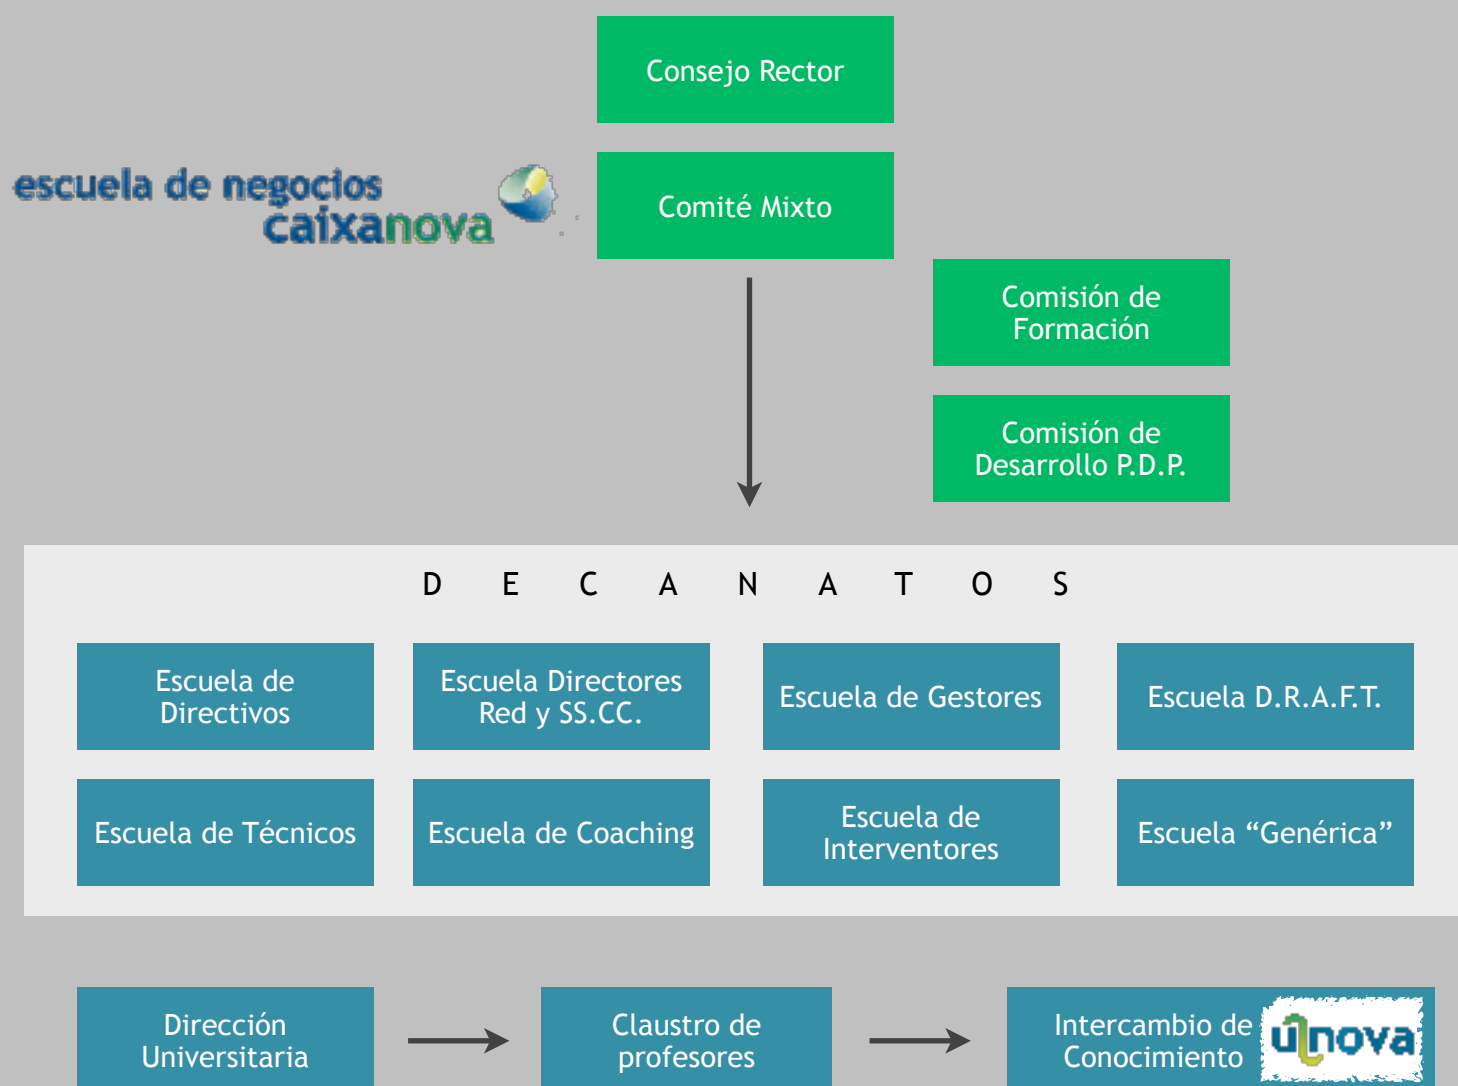 Consejo Rector
escuela de negocios
caixanova
Comité Mixto
Comisión de
Formación
Comisión de
Desarrollo P.D.P.
D E C A N A T O S
Escuela de
Directivos
Escuela Directores
Red y SS.CC.
Escuela de Gestores
Escuela D.R.A.F.T.
Escuela de Técnicos
Escuela de Coaching
Escuela de
Interventores
Escuela “Genérica”
Dirección
Universitaria
Claustro de
profesores
Intercambio de
Conocimiento